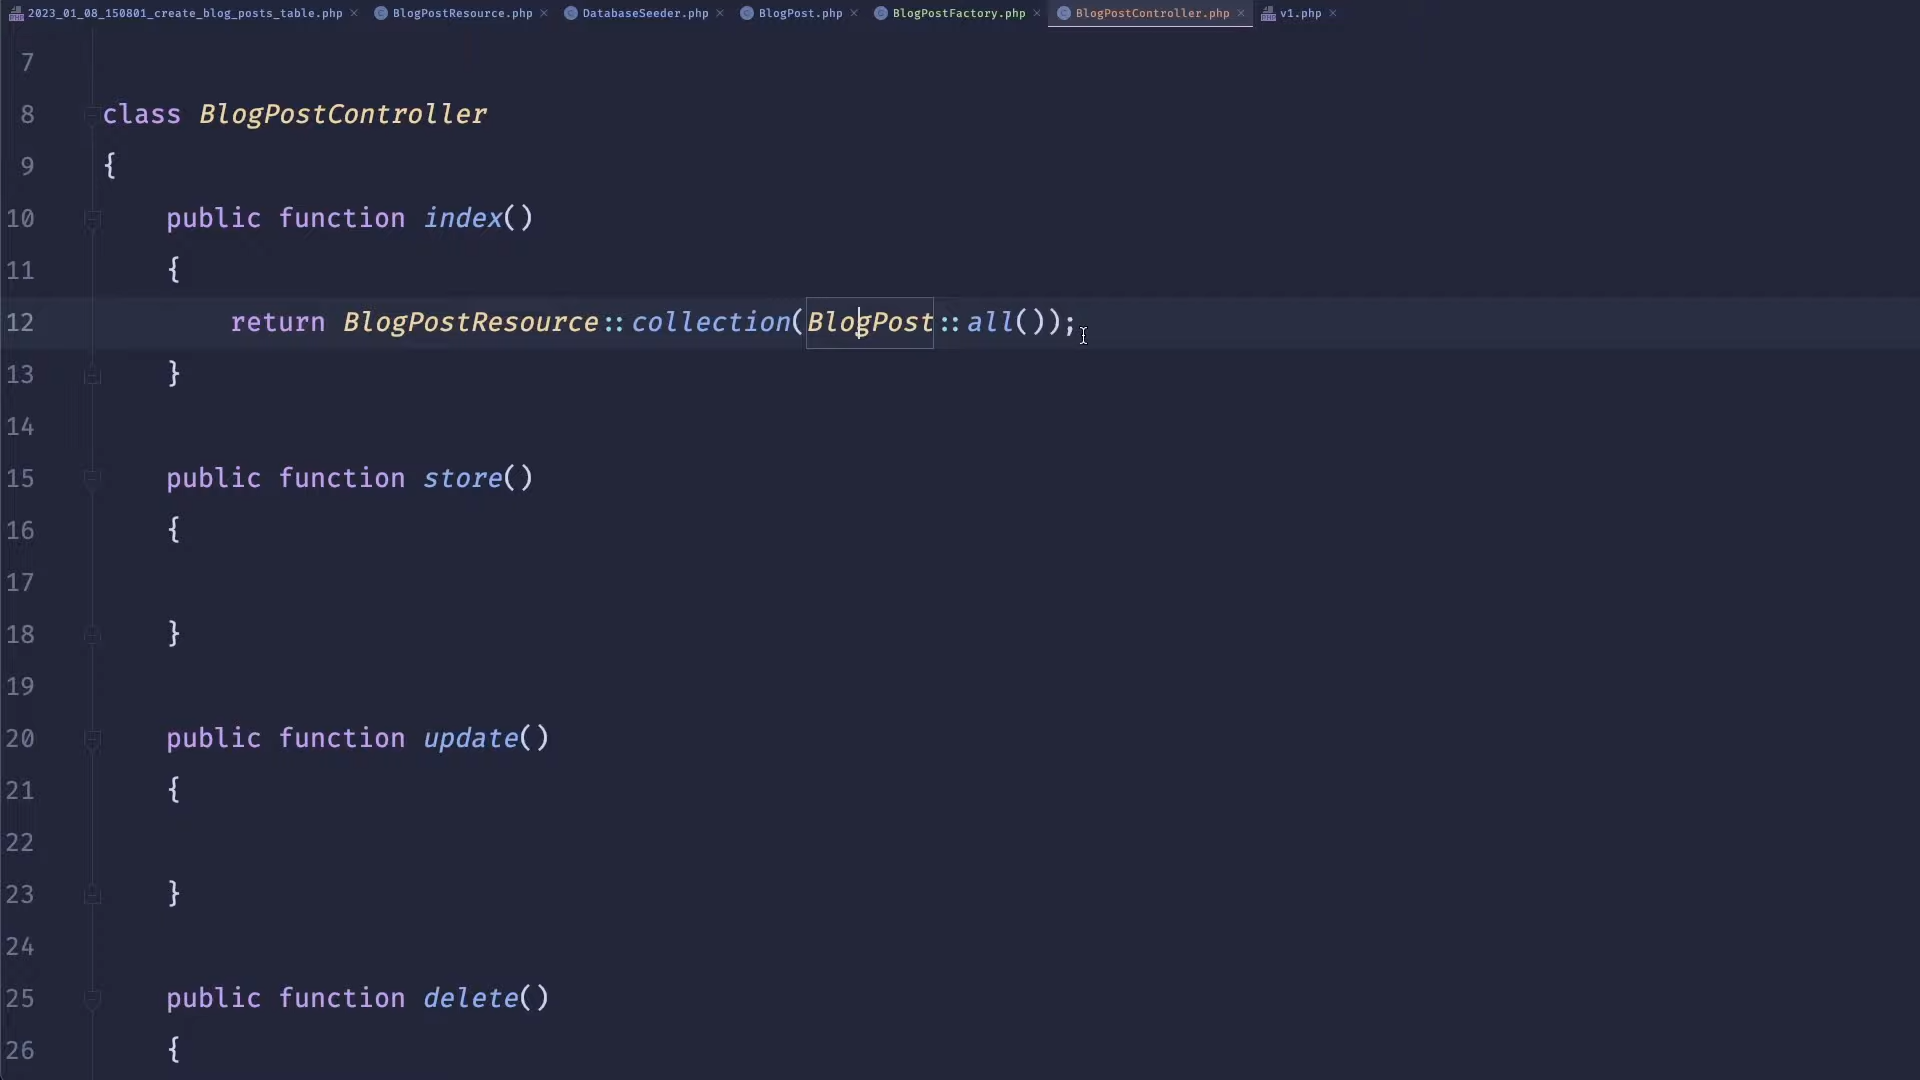 2023_01_08_150801_create_blog_posts_table.php BlogPostResource.php DatabaseSeeder.php BlogPost.php BlogPostFactory.php BlogPostController.php v1.php
7
8 class BlogPostController
9 {
10 public function index()
11 {
12 return BlogPostResource::collection(BlogPost::all());
13 }
14
15 public function store()
16 {
17
18 }
19
20 public function update()
21 {
22
23 }
24
25 public function delete()
26 {